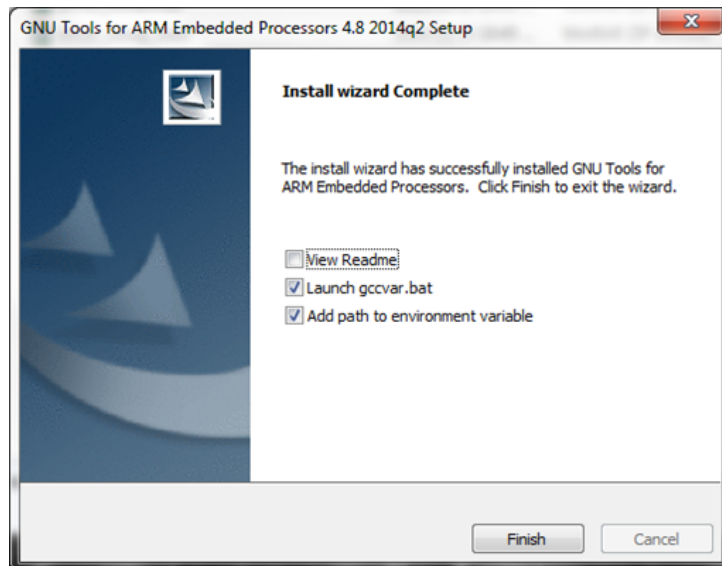 GNU Tools for ARM Embedded Processors 4.8 2014q2 Setup
Install wizard Complete
The install wizard has successfully installed GNU Tools for
ARM Embedded Processors. Click Finish to exit the wizard.
View Readme
Launch gccvar.bat
Add path to environment variable
Finish
Cancel